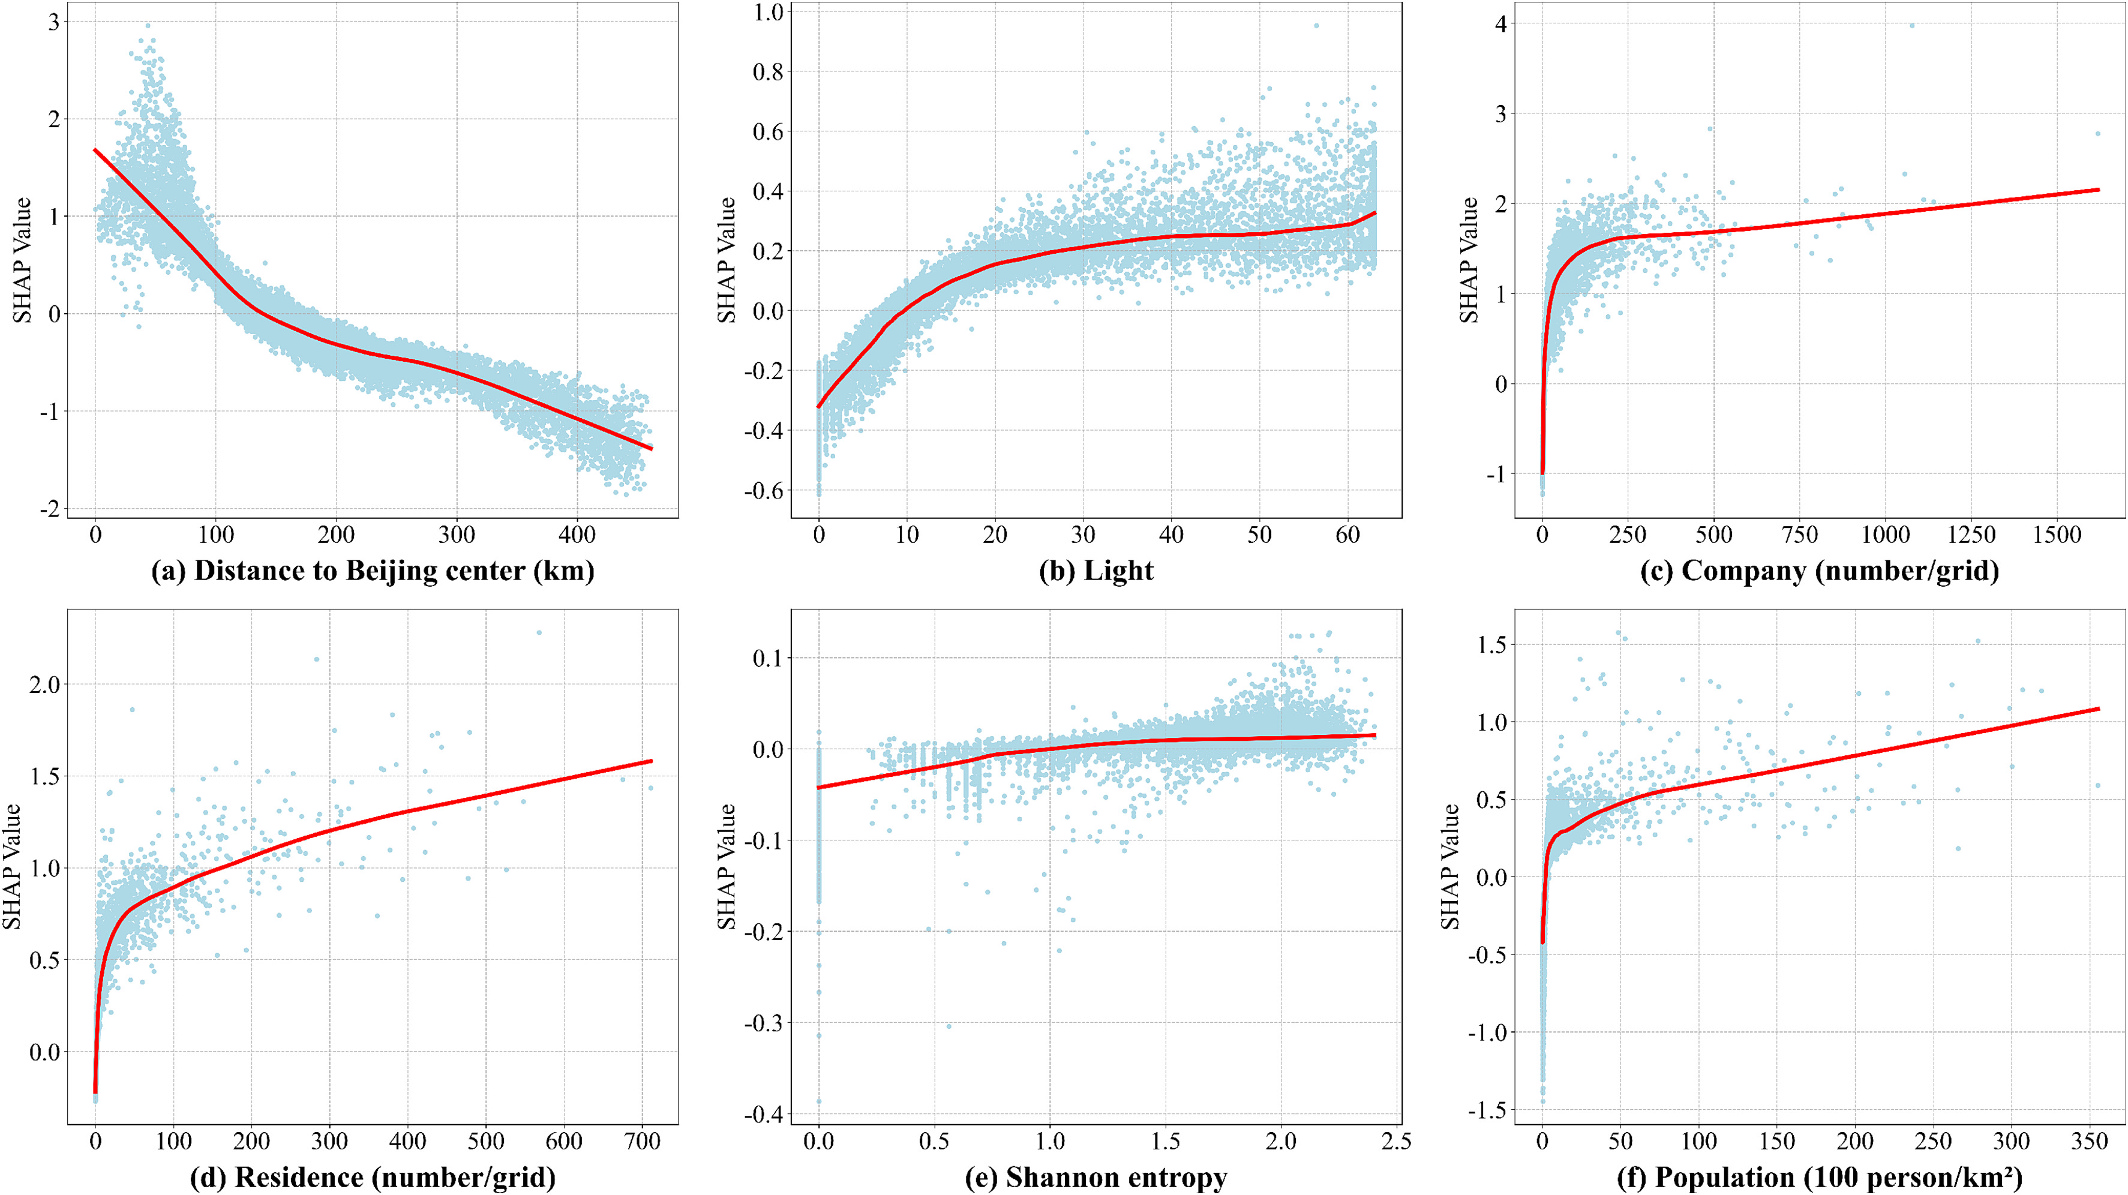 3
2
1
0
-1
-2
SHAP Value
0 100 200 300 400
(a) Distance to Beijing center (km)
1.0
0.8
0.6
0.4
0.2
0.0
-0.2
-0.4
-0.6
SHAP Value
0 10 20 30 40 50 60
(b) Light
4
3
2
1
0
-1
SHAP Value
0 250 500 750 1000 1250 1500
(c) Company (number/grid)
2.0
1.5
1.0
0.5
0.0
SHAP Value
0 100 200 300 400 500 600 700
(d) Residence (number/grid)
0.1
0.0
-0.1
-0.2
-0.3
-0.4
SHAP Value
0.0 0.5 1.0 1.5 2.0 2.5
(e) Shannon entropy
1.5
1.0
0.5
0.0
-0.5
-1.0
-1.5
SHAP Value
0 50 100 150 200 250 300 350
(f) Population (100 person/km²)